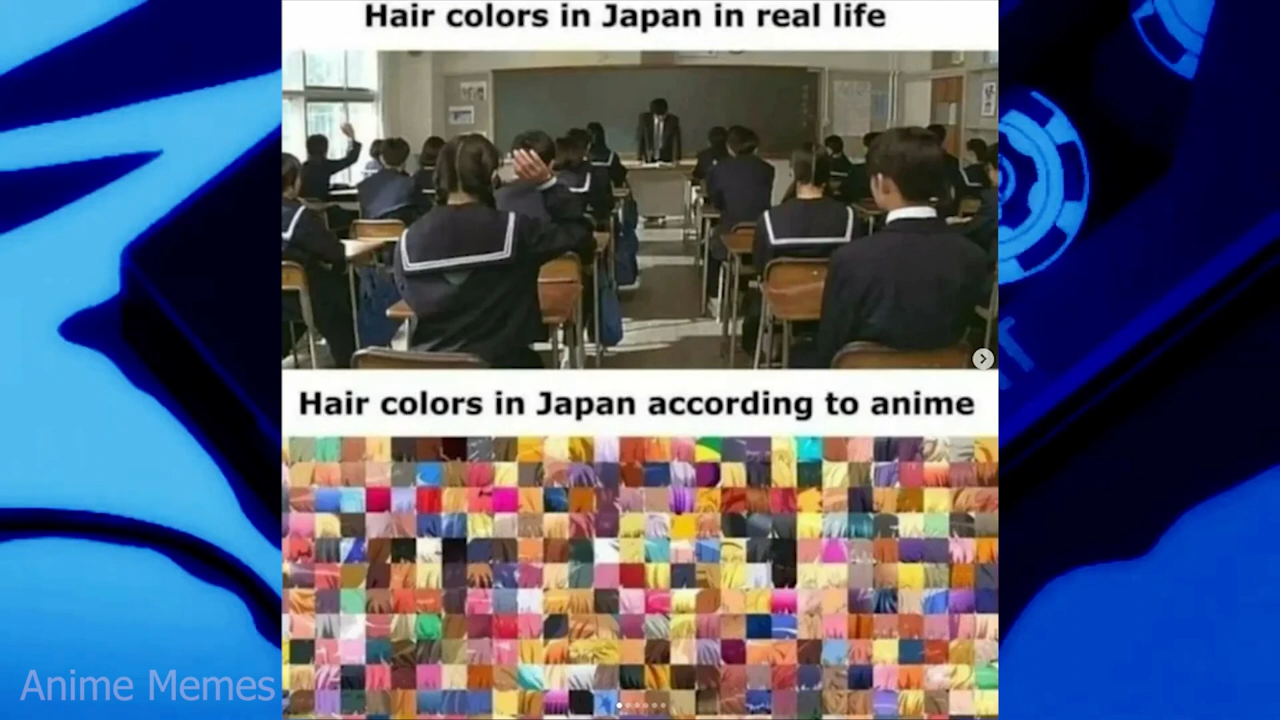 Hair colors in Japan in real life
Hair colors in Japan according to anime
Anime Memes